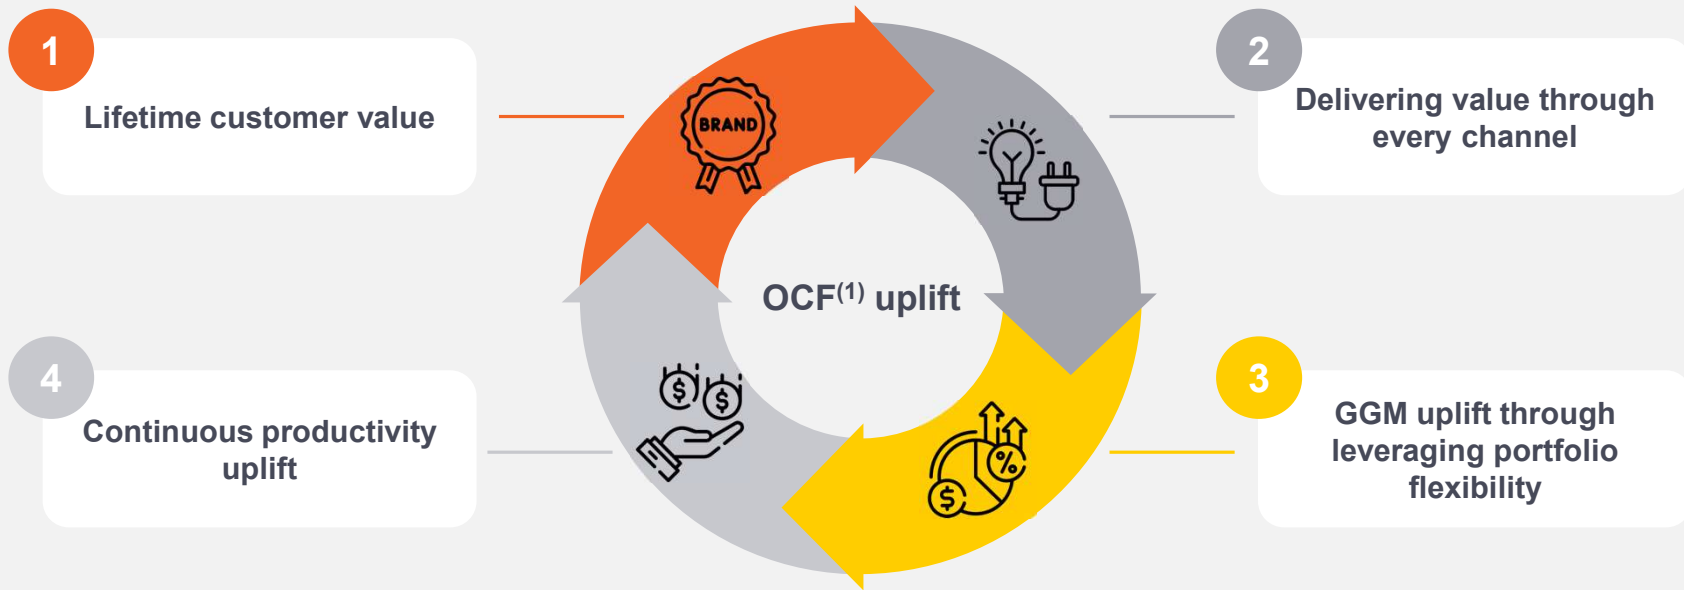 1
Lifetime customer value
BRAND
2
Delivering value through
every channel
OCF(1) uplift
4
Continuous productivity
uplift
$ $
$ %
3
GGM uplift through
leveraging portfolio
flexibility